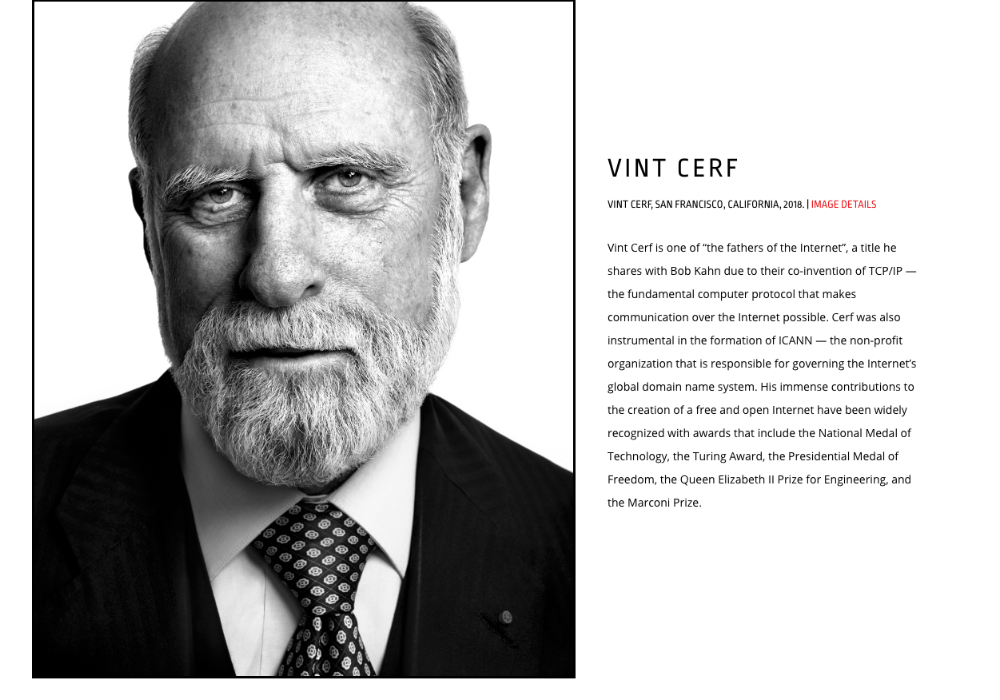 VINT CERF
VINT CERF, SAN FRANCISCO, CALIFORNIA, 2018. | IMAGE DETAILS
Vint Cerf is one of “the fathers of the Internet”, a title he
shares with Bob Kahn due to their co-invention of TCP/IP —
the fundamental computer protocol that makes
communication over the Internet possible. Cerf was also
instrumental in the formation of ICANN — the non-profit
organization that is responsible for governing the Internet’s
global domain name system. His immense contributions to
the creation of a free and open Internet have been widely
recognized with awards that include the National Medal of
Technology, the Turing Award, the Presidential Medal of
Freedom, the Queen Elizabeth II Prize for Engineering, and
the Marconi Prize.